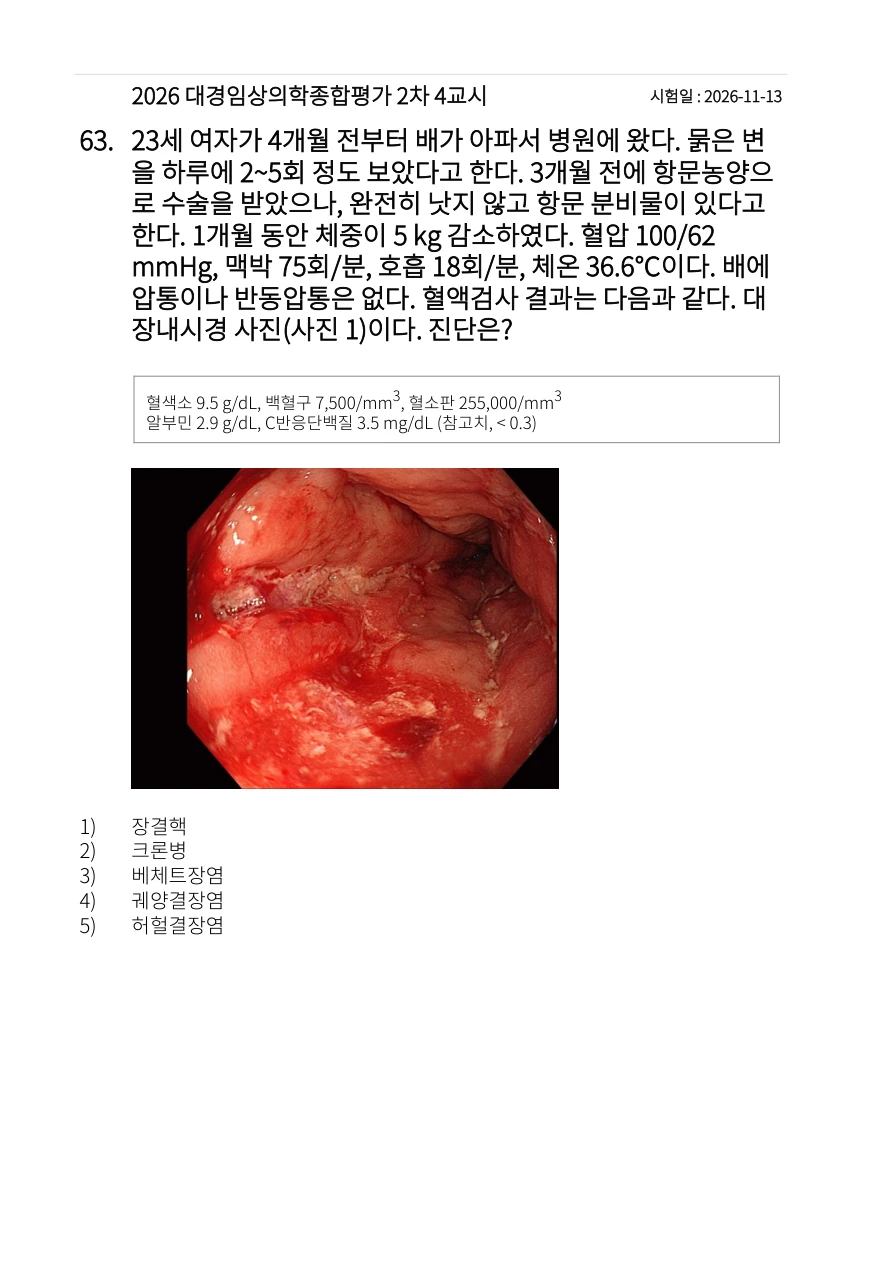 2026 대경임상의학종합평가 2차 4교시
시험일 : 2026-11-13
63. 23세 여자가 4개월 전부터 배가 아파서 병원에 왔다. 묽은 변
을 하루에 2~5회 정도 보았다고 한다. 3개월 전에 항문농양으
로 수술을 받았으나, 완전히 낫지 않고 항문 분비물이 있다고
한다. 1개월 동안 체중이 5 kg 감소하였다. 혈압 100/62
mmHg, 맥박 75회/분, 호흡 18회/분, 체온 36.6℃이다. 배에
압통이나 반동압통은 없다. 혈액검사 결과는 다음과 같다. 대
장내시경 사진(사진 1)이다. 진단은?
혈색소 9.5 g/dL, 백혈구 7,500/mm³, 혈소판 255,000/mm³
알부민 2.9 g/dL, C반응단백질 3.5 mg/dL (참고치, < 0.3)
1) 장결핵
2) 크론병
3) 베체트장염
4) 궤양결장염
5) 허혈결장염